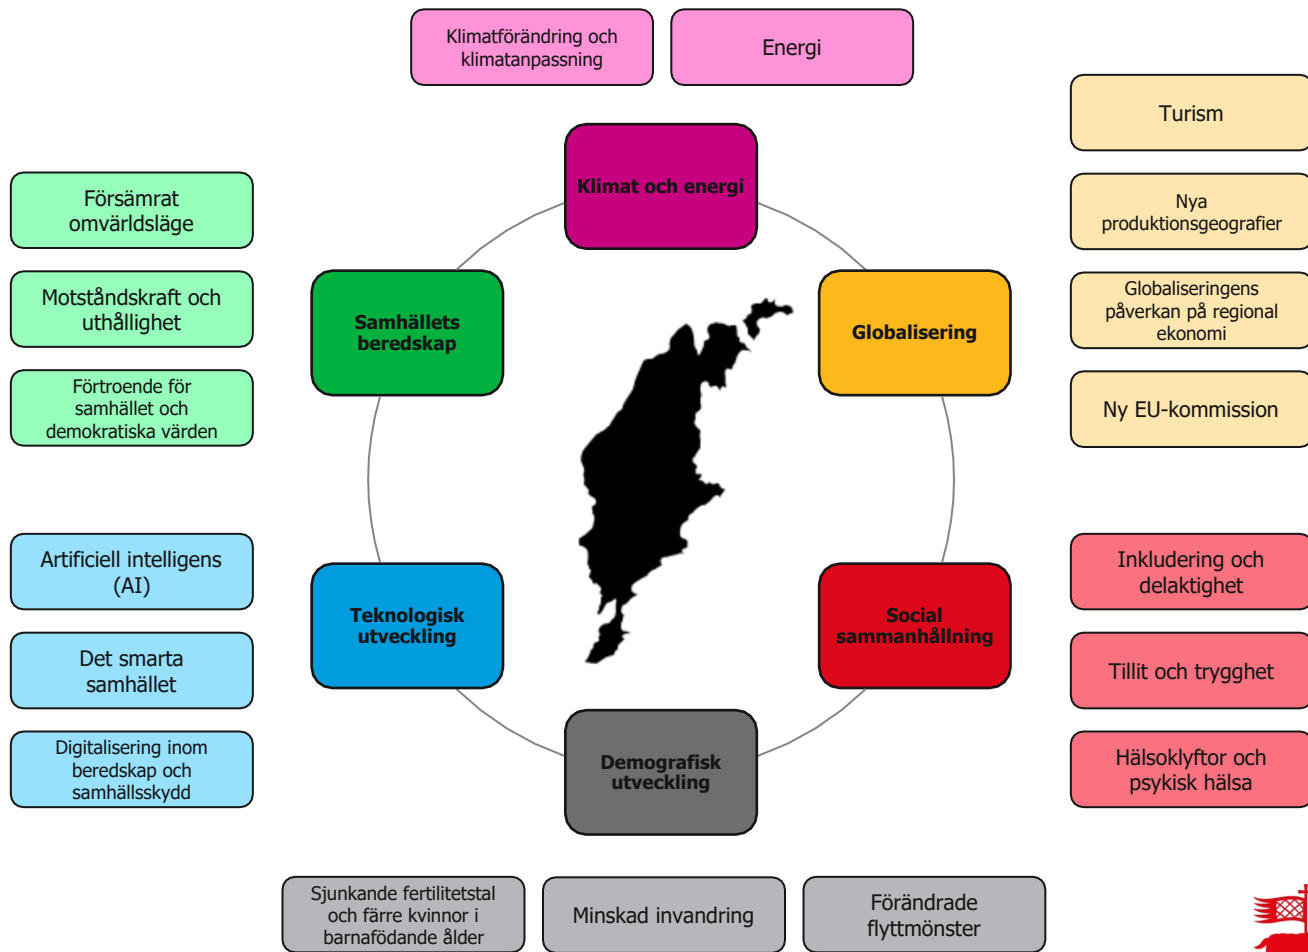 Klimatförändring och
klimatanpassning
Energi
Klimat och energi
Turism
Nya
produktionsgeografier
Globaliseringens
påverkan på regional
ekonomi
Ny EU-kommission
Globalisering
Försämrat
omvärldsläge
Motståndskraft och
uthållighet
Förtroende för
samhället och
demokratiska värden
Samhällets
beredskap
Artificiell intelligens
(AI)
Det smarta
samhället
Digitalisering inom
beredskap och
samhällsskydd
Teknologisk
utveckling
Social
sammanhållning
Inkludering och
delaktighet
Tillit och trygghet
Hälsoklyftor och
psykisk hälsa
Demografisk
utveckling
Sjunkande fertilitetstal
och färre kvinnor i
barnafödande ålder
Minskad invandring
Förändrade
flyttmönster